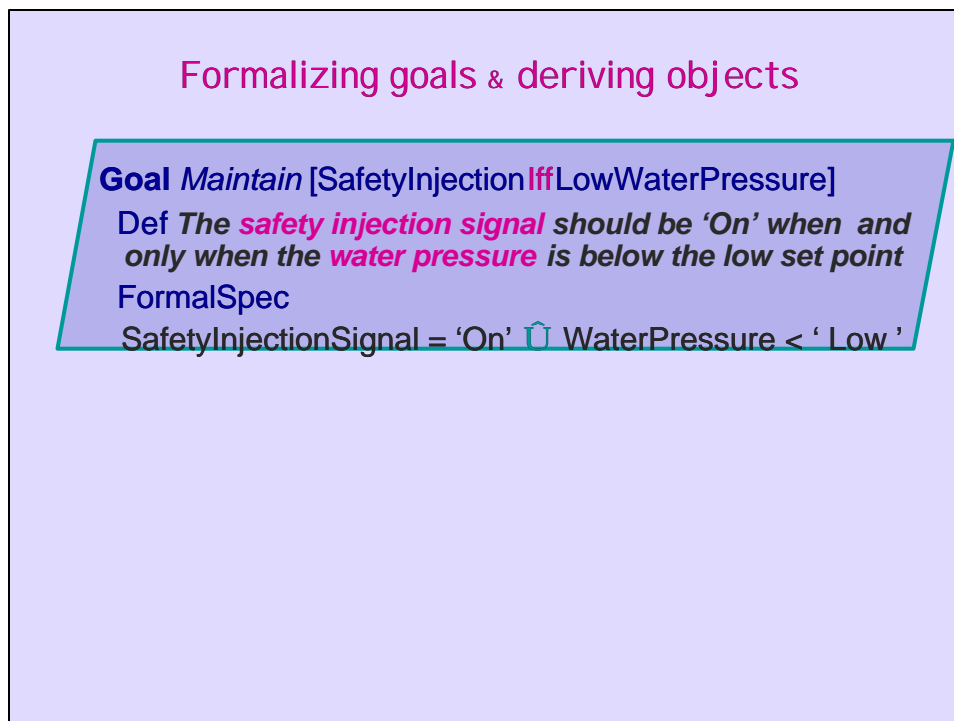 Formalizing goals & deriving objects
Goal Maintain [SafetyInjectionIffLowWaterPressure]
Def The safety injection signal should be ‘On’ when and
only when the water pressure is below the low set point
FormalSpec
SafetyInjectionSignal = ‘On’ Û WaterPressure < ‘ Low ’